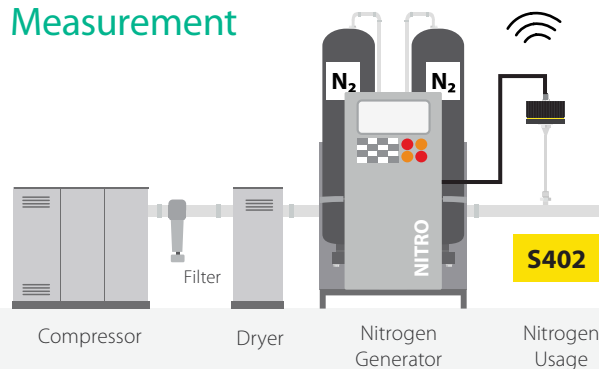 Measurement
N₂
N₂
NITRO
S402
Filter
Compressor
Dryer
Nitrogen
Generator
Nitrogen
Usage